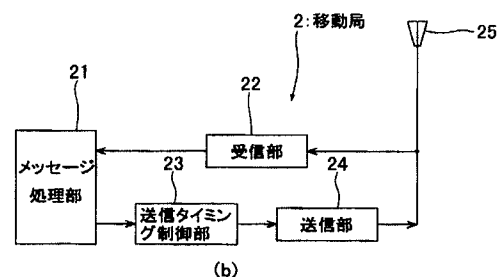 2:移動局
25
21
22
受信部
メッセージ
処理部
23
送信タイミン
グ制御部
24
送信部
(b)